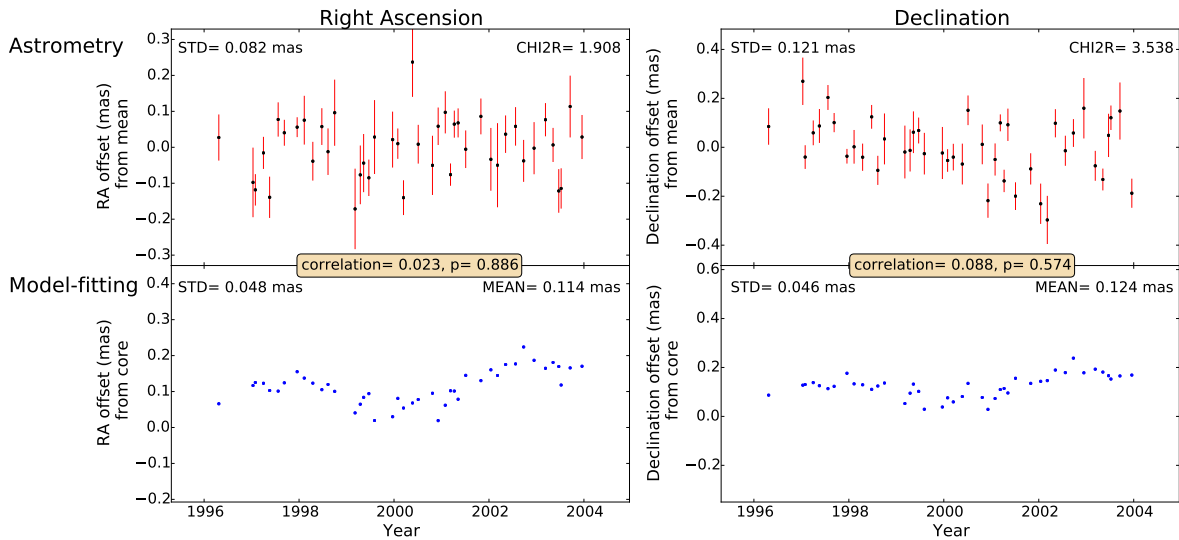 Right Ascension
Declination
Astrometry
STD= 0.082 mas
CHI2R= 1.908
STD= 0.121 mas
CHI2R= 3.538
0.3
0.2
0.1
0.0
−0.1
−0.2
−0.3
RA offset (mas)
from mean
0.4
0.2
0.0
−0.2
−0.4
Declination offset (mas)
from mean
correlation= 0.023, p= 0.886
correlation= 0.088, p= 0.574
Model-fitting
STD= 0.048 mas
MEAN= 0.114 mas
STD= 0.046 mas
MEAN= 0.124 mas
0.4
0.3
0.2
0.1
0.0
−0.1
−0.2
RA offset (mas)
from core
0.6
0.4
0.2
0.0
−0.2
Declination offset (mas)
from core
1996
1998
2000
2002
2004
Year
1996
1998
2000
2002
2004
Year